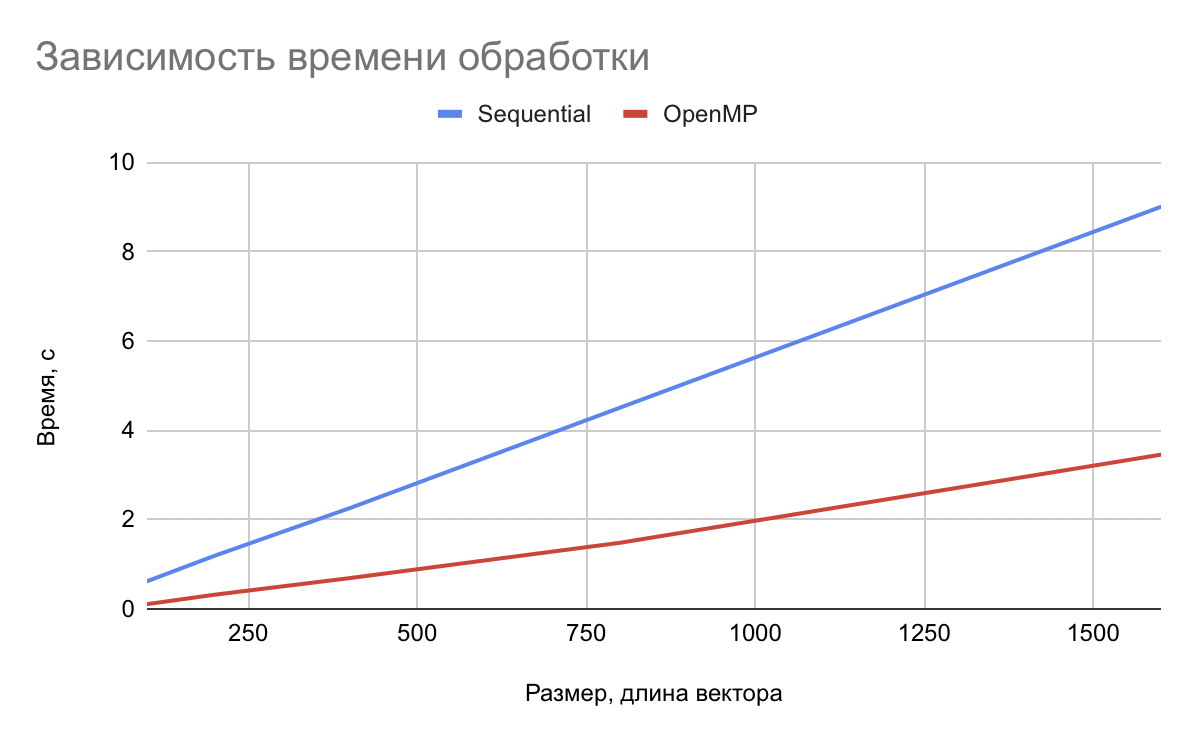 Зависимость времени обработки
Sequential OpenMP
10
8
6
4
2
0
Время, с
250 500 750 1000 1250 1500
Размер, длина вектора